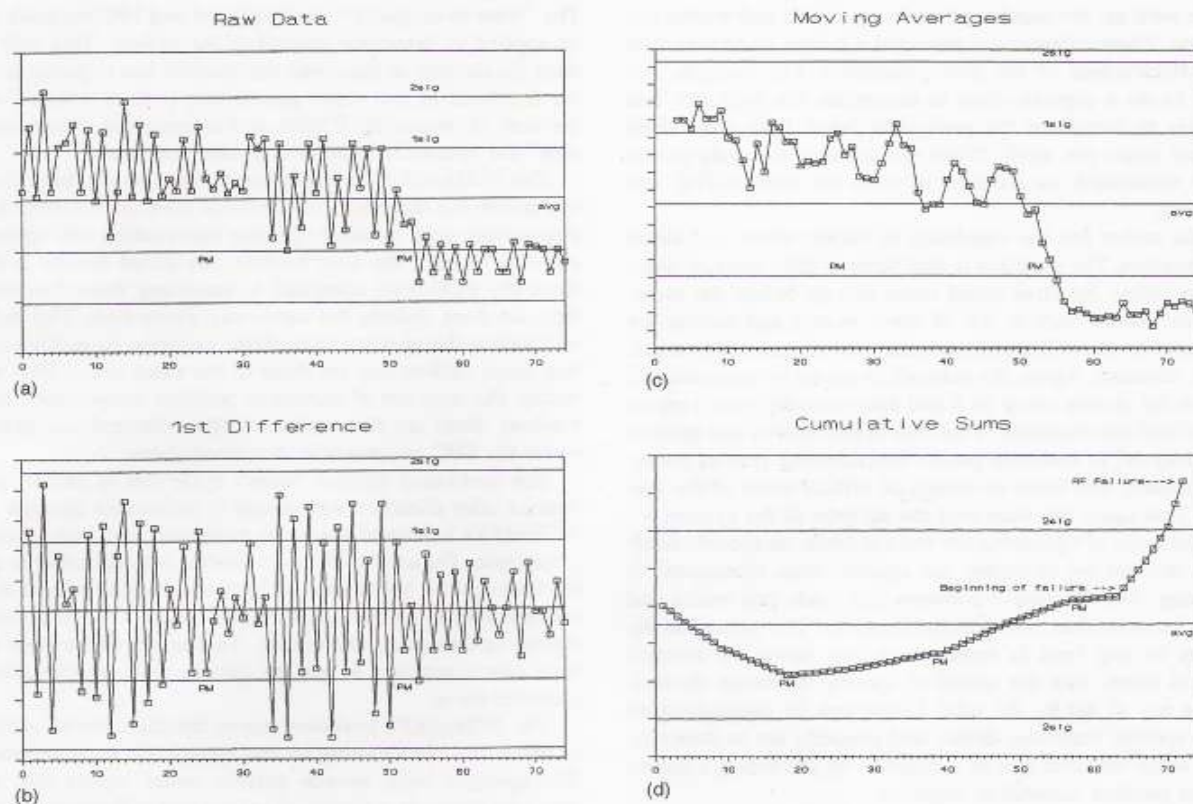 Raw Data
2sig
1sig
avg
PM
PM
0 10 20 30 40 50 60 70
(a)
1st Difference
2sig
1sig
PM
PM
0 10 20 30 40 50 60 70
(b)
Moving Averages
2sig
1sig
avg
PM
PM
0 10 20 30 40 50 60 70
(c)
Cumulative Sums
RF Failure--->
2sig
Beginning of failure -->
PM
avg
PM
PM
2sig
0 10 20 30 40 50 60 70
(d)